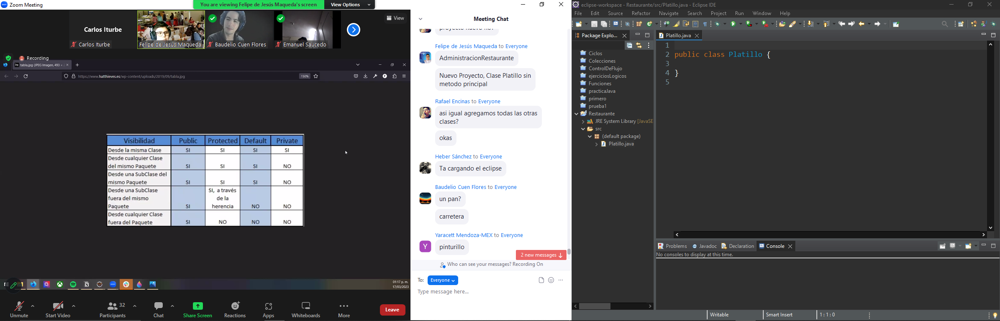 Zoom Meeting
You are viewing Felipe de Jesús Maqueda's screen
View Options
Carlos Iturbe
Carlos Iturbe
Felipe de Jesús Maqueda
Baudelio Cuen Flores
Emanuel Saucedo
View
Recording
tabla.jpg (JPEG Imagen, 493 × 2
https://www.hatthieves.es/wp-content/uploads/2019/09/tabla.jpg
150%
Visibilidad Public Protected Default Private
Desde la misma Clase SI SI SI SI
Desde cualquier Clase
del mismo Paquete SI SI SI NO
Desde una SubClase del
mismo Paquete SI SI SI NO
Desde una SubClase SI, a través
fuera del mismo de la
Paquete SI herencia NO NO
Desde cualquier Clase
fuera del Paquete SI NO NO NO
01:17 p. m.
17/03/2023
Unmute
Start Video
32
Participants
Chat
Share Screen
Reactions
Apps
Whiteboards
More
Leave
Meeting Chat
proyecto nuevo no?
Felipe de Jesús Maqueda to Everyone
AdministracionRestaurante
Nuevo Proyecto, Clase Platillo sin
metodo principal
Rafael Encinas to Everyone
asi igual agregamos todas las otras
clases?
okas
Heber Sánchez to Everyone
Ta cargando el eclipse
Baudelio Cuen Flores to Everyone
un pan?
carretera
Yaracett Mendoza-MEX to Everyone
Y
pinturillo
2 new messages
Who can see your messages? Recording On
To: Everyone
Type message here...
eclipse-workspace - Restaurante/src/Platillo.java - Eclipse IDE
File Edit Source Refactor Navigate Search Project Run Window Help
Package Explo...
Ciclos
Colecciones
ControlDeFlujo
ejerciciosLogicos
Funciones
practicaJava
primero
prueba1
Restaurante
JRE System Library [JavaSE
src
(default package)
Platillo.java
Platillo.java
1
2 public class Platillo {
3
4 }
5
Problems Javadoc Declaration Console
No consoles to display at this time.
Writable
Smart Insert
1 : 1 : 0